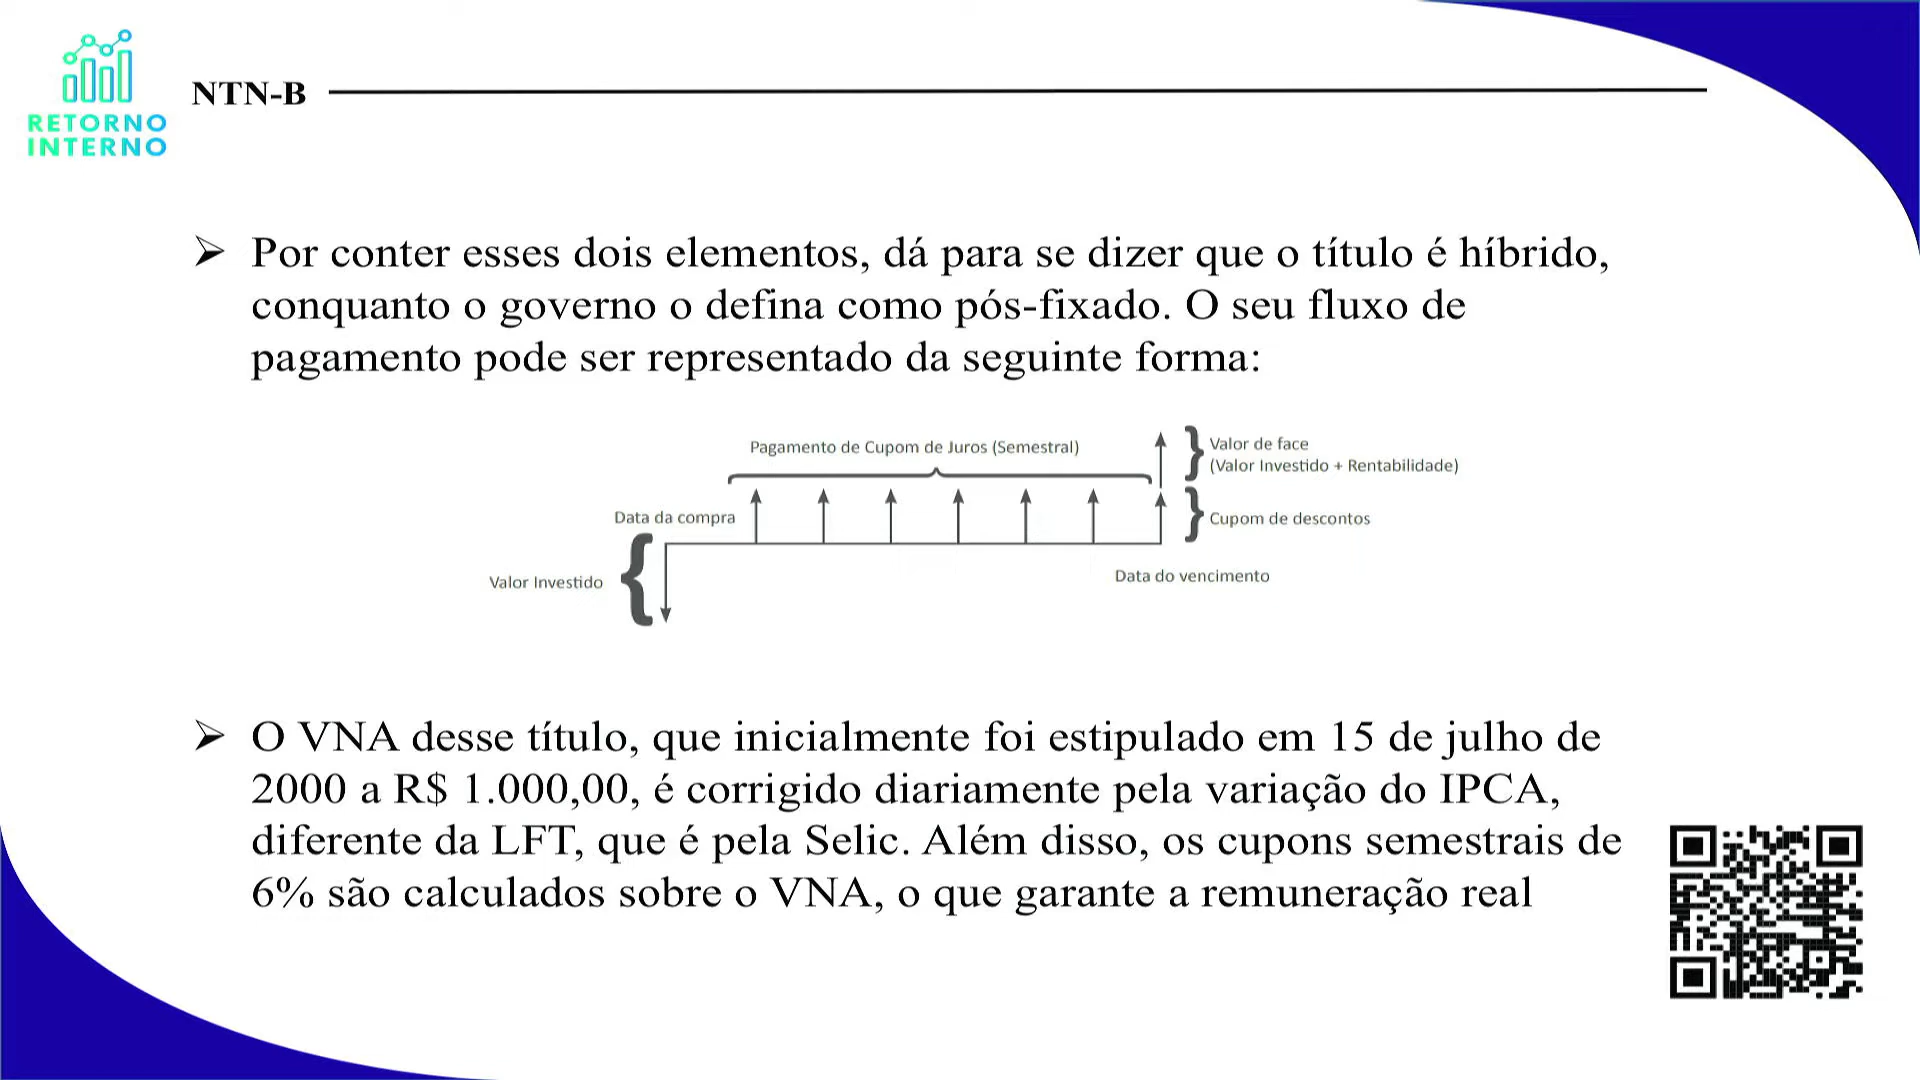 RETORNO
INTERNO
NTN-B
➢ Por conter esses dois elementos, dá para se dizer que o título é híbrido,
conquanto o governo o defina como pós-fixado. O seu fluxo de
pagamento pode ser representado da seguinte forma:
Pagamento de Cupom de Juros (Semestral)
Valor de face
(Valor Investido + Rentabilidade)
Data da compra
Cupom de descontos
Valor Investido
Data do vencimento
➢ O VNA desse título, que inicialmente foi estipulado em 15 de julho de
2000 a R$ 1.000,00, é corrigido diariamente pela variação do IPCA,
diferente da LFT, que é pela Selic. Além disso, os cupons semestrais de
6% são calculados sobre o VNA, o que garante a remuneração real